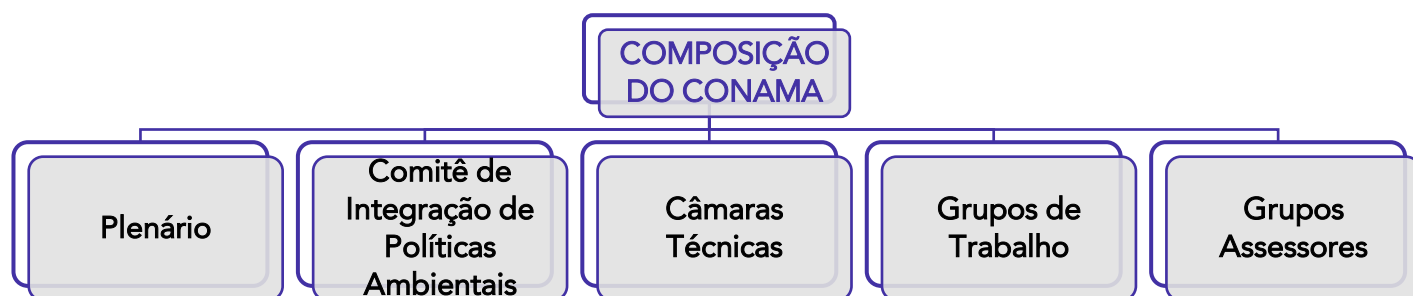 COMPOSIÇÃO
DO CONAMA
Plenário
Comitê de
Integração de
Políticas
Ambientais
Câmaras
Técnicas
Grupos de
Trabalho
Grupos
Assessores